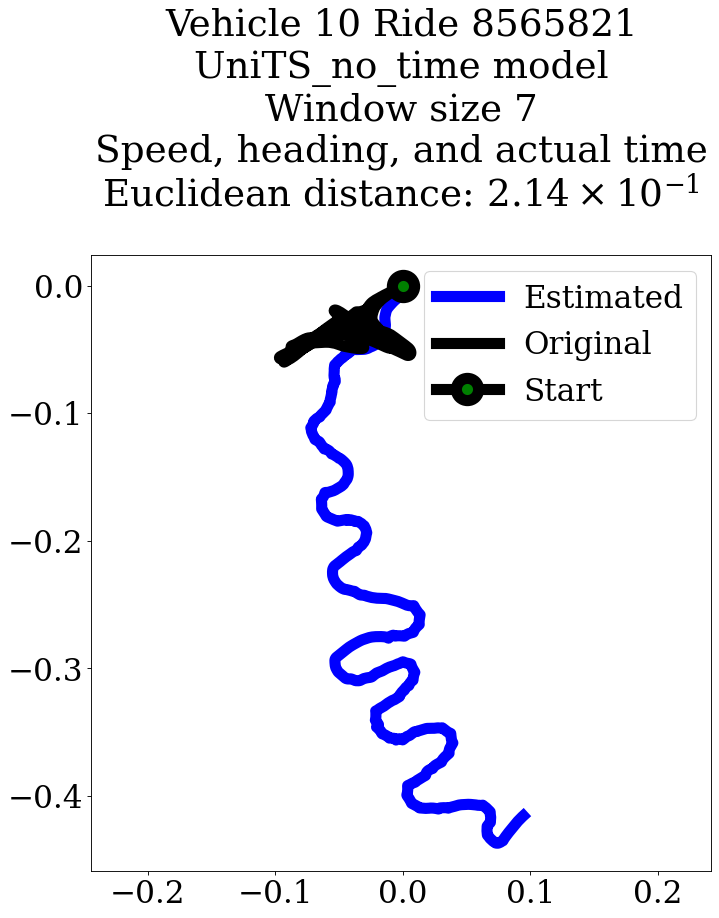 Vehicle 10 Ride 8565821
UniTS_no_time model
Window size 7
Speed, heading, and actual time
Euclidean distance: 2.14 × 10⁻¹
Estimated
Original
Start
0.0
−0.1
−0.2
−0.3
−0.4
−0.2
−0.1
0.0
0.1
0.2